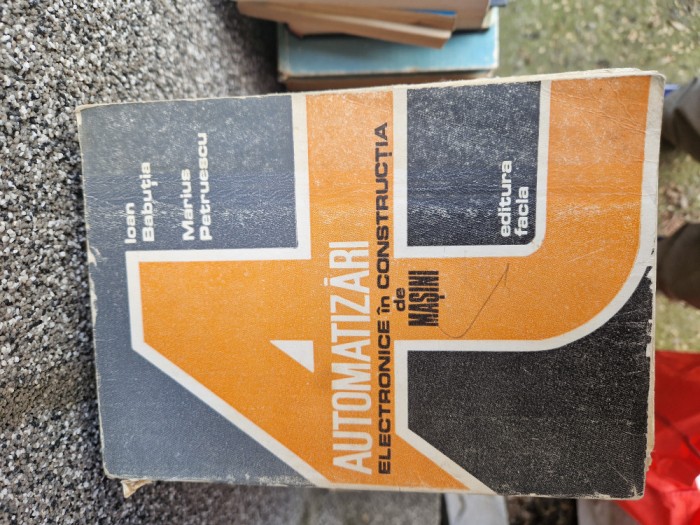 Ioan
Babuția
Marius
Petruescu
AUTOMATIZĂRI
ELECTRONICE în CONSTRUCȚIA
de
MAȘINI
editura
facla